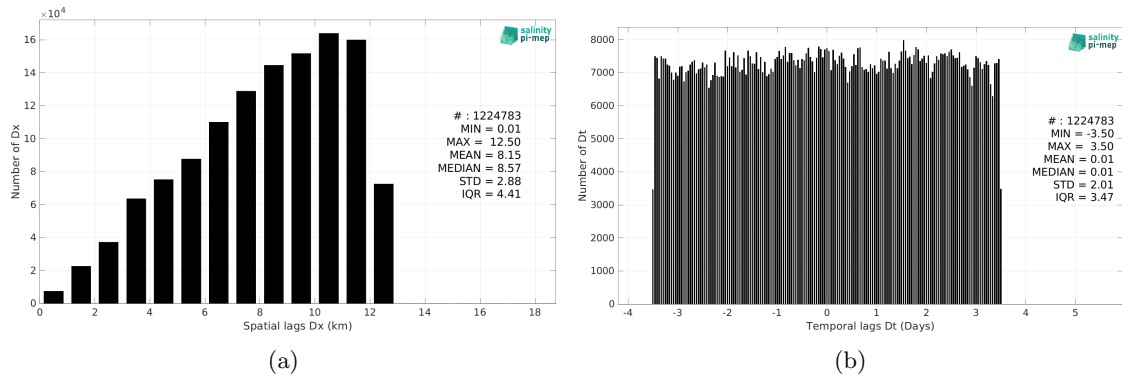 ×10⁴
16
14
12
10
8
6
4
2
0
Number of Dx
0 2 4 6 8 10 12 14 16 18
Spatial lags Dx (km)
salinity
pi-mep
# : 1224783
MIN = 0.01
MAX = 12.50
MEAN = 8.15
MEDIAN = 8.57
STD = 2.88
IQR = 4.41
(a)
8000
7000
6000
5000
4000
3000
2000
1000
0
Number of Dt
-4 -3 -2 -1 0 1 2 3 4 5
Temporal lags Dt (Days)
salinity
pi-mep
# : 1224783
MIN = -3.50
MAX = 3.50
MEAN = 0.01
MEDIAN = 0.01
STD = 2.01
IQR = 3.47
(b)